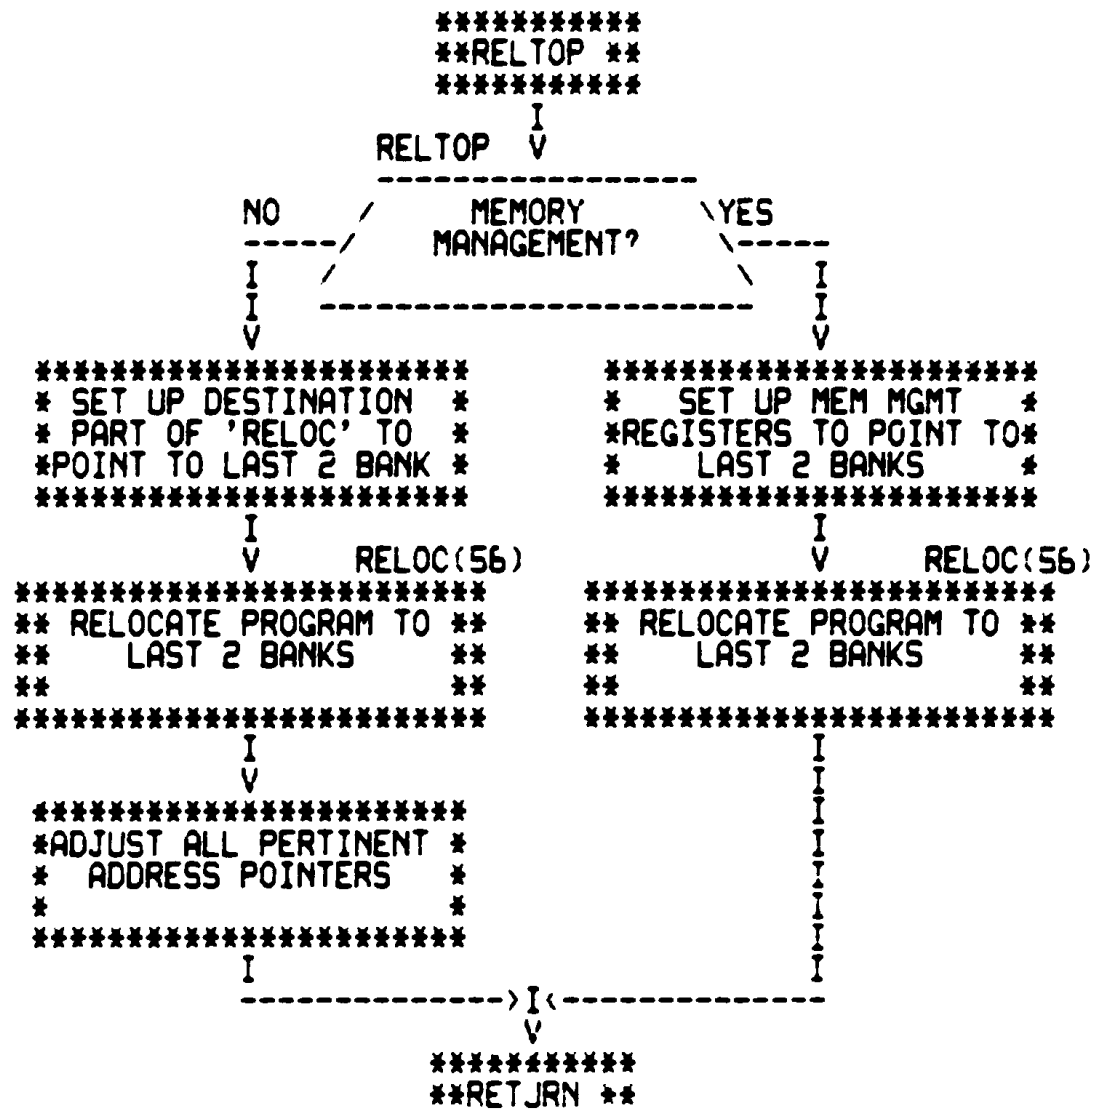 ***********
**RELTOP **
***********
I
RELTOP V
-----------------
NO / MEMORY \YES
-----/ MANAGEMENT? \-----
I / \ I
I ----------------------- I
V V
*********************** ***********************
* SET UP DESTINATION * * SET UP MEM MGMT *
* PART OF 'RELOC' TO * *REGISTERS TO POINT TO*
*POINT TO LAST 2 BANK * * LAST 2 BANKS *
*********************** ***********************
I I
V RELOC(56) V RELOC(56)
************************* *************************
** RELOCATE PROGRAM TO ** ** RELOCATE PROGRAM TO **
** LAST 2 BANKS ** ** LAST 2 BANKS **
** ** ** **
************************* *************************
I I
V I
*********************** I
*ADJUST ALL PERTINENT * I
* ADDRESS POINTERS * I
* * I
*********************** I
I I
-------------->I<--------------
V
***********
**RETJRN **